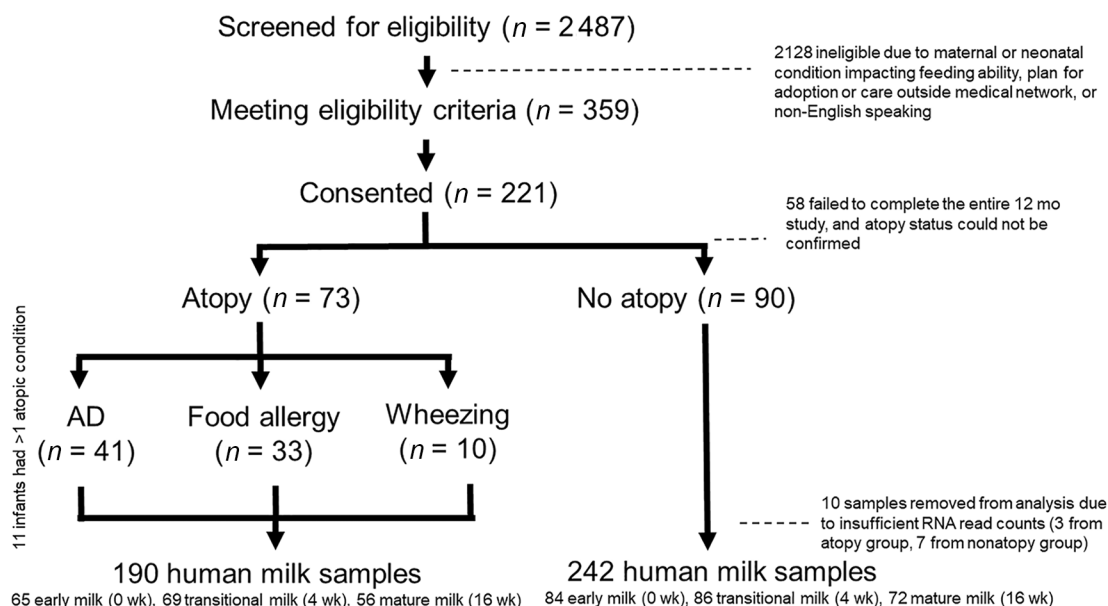 Screened for eligibility (n = 2 487)
2128 ineligible due to maternal or neonatal
condition impacting feeding ability, plan for
adoption or care outside medical network, or
non-English speaking
Meeting eligibility criteria (n = 359)
Consented (n = 221)
58 failed to complete the entire 12 mo
study, and atopy status could not be
confirmed
Atopy (n = 73)
No atopy (n = 90)
11 infants had >1 atopic condition
AD
(n = 41)
Food allergy
(n = 33)
Wheezing
(n = 10)
10 samples removed from analysis due
to insufficient RNA read counts (3 from
atopy group, 7 from nonatopy group)
190 human milk samples
65 early milk (0 wk), 69 transitional milk (4 wk), 56 mature milk (16 wk)
242 human milk samples
84 early milk (0 wk), 86 transitional milk (4 wk), 72 mature milk (16 wk)